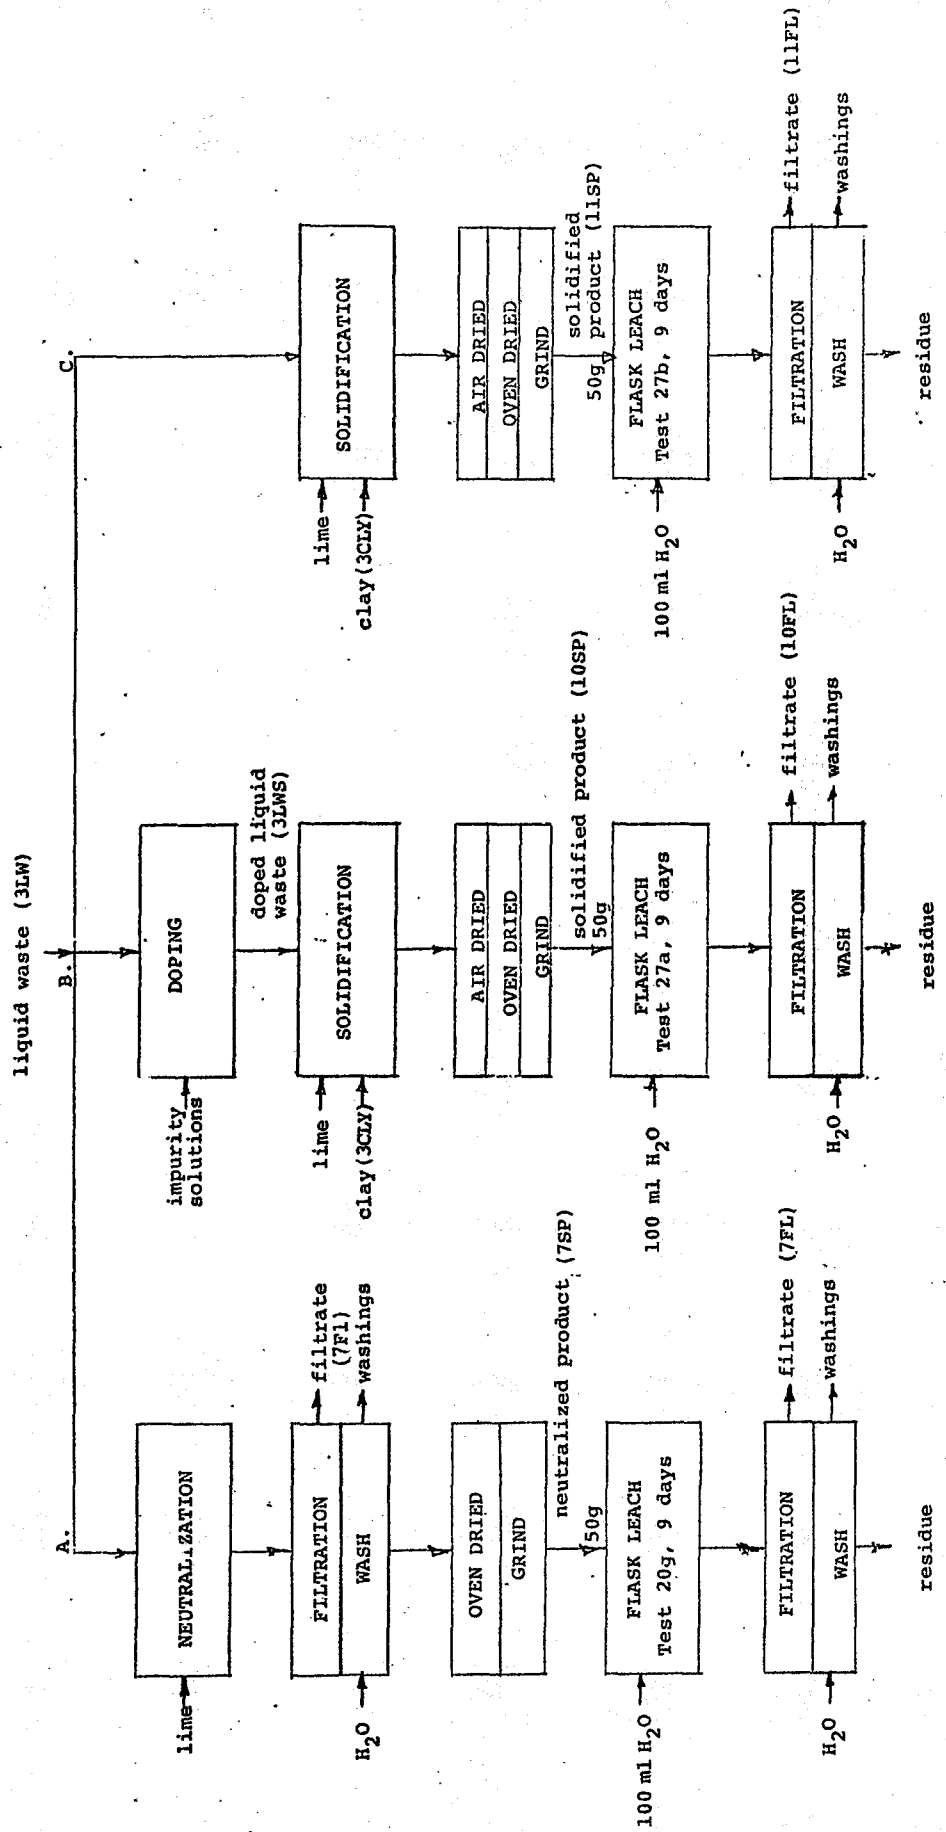 liquid waste (3LW)
A.
lime
NEUTRALIZATION
H2O
FILTRATION
WASH
filtrate
(7F1)
washings
OVEN DRIED
GRIND
neutralized product (7SP)
50g
100 ml H2O
FLASK LEACH
Test 20g, 9 days
H2O
FILTRATION
WASH
filtrate (7FL)
washings
residue
B.
impurity
solutions
DOPING
doped liquid
waste (3LWS)
lime
clay(3CLY)
SOLIDIFICATION
AIR DRIED
OVEN DRIED
GRIND
solidified product (10SP)
50g
100 ml H2O
FLASK LEACH
Test 27a, 9 days
H2O
FILTRATION
WASH
filtrate (10FL)
washings
residue
C.
lime
clay(3CLY)
SOLIDIFICATION
AIR DRIED
OVEN DRIED
GRIND
solidified
product (11SP)
50g
100 ml H2O
FLASK LEACH
Test 27b, 9 days
H2O
FILTRATION
WASH
filtrate (11FL)
washings
residue